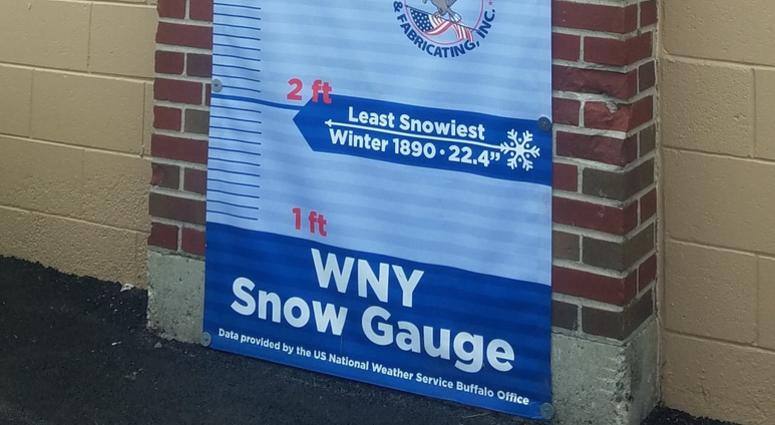 & FABRICATING, INC.
2 ft
Least Snowiest
Winter 1890 • 22.4”
1 ft
WNY
Snow Gauge
Data provided by the US National Weather Service Buffalo Office